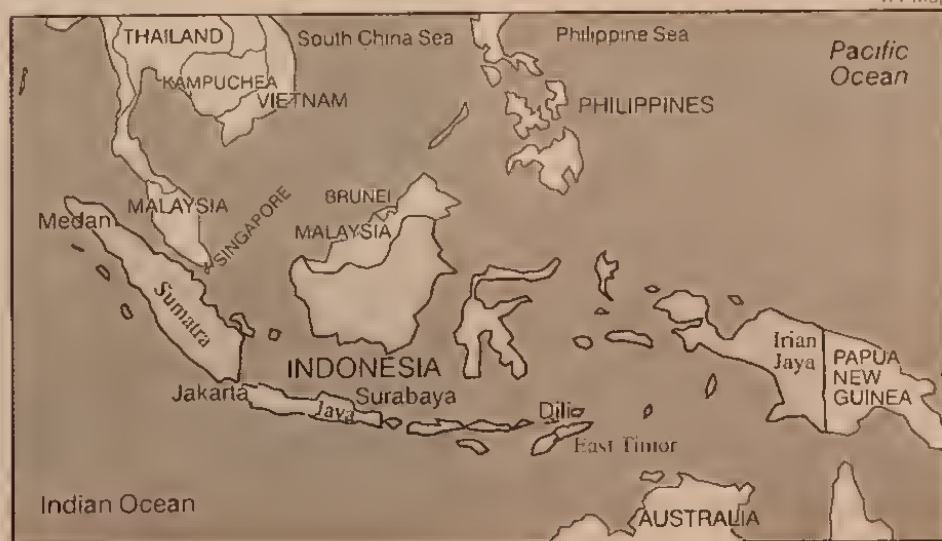 THAILAND
South China Sea
Philippine Sea
Pacific
Ocean
KAMPUCHEA
VIETNAM
PHILIPPINES
BRUNEI
MALAYSIA
MALAYSIA
SINGAPORE
Medan
Sumatra
INDONESIA
Irian
Jaya
PAPUA
NEW
GUINEA
Jakarta
Java
Surabaya
Dili
East Timor
Indian Ocean
AUSTRALIA